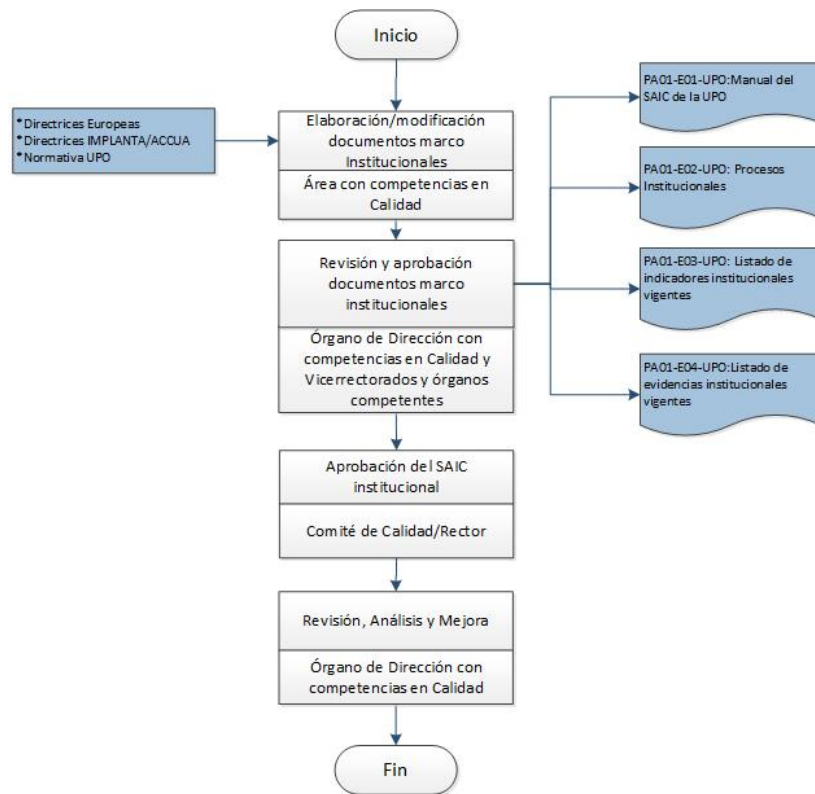 Inicio
*Directrices Europeas
*Directrices IMPLANTA/ACCUA
*Normativa UPO
Elaboración/modificación
documentos marco
Institucionales
Área con competencias en
Calidad
Revisión y aprobación
documentos marco
institucionales
Órgano de Dirección con
competencias en Calidad y
Vicerrectorados y órganos
competentes
Aprobación del SAIC
institucional
Comité de Calidad/Rector
Revisión, Análisis y Mejora
Órgano de Dirección con
competencias en Calidad
Fin
PA01-E01-UPO:Manual del
SAIC de la UPO
PA01-E02-UPO: Procesos
Institucionales
PA01-E03-UPO: Listado de
indicadores institucionales
vigentes
PA01-E04-UPO:Listado de
evidencias institucionales
vigentes